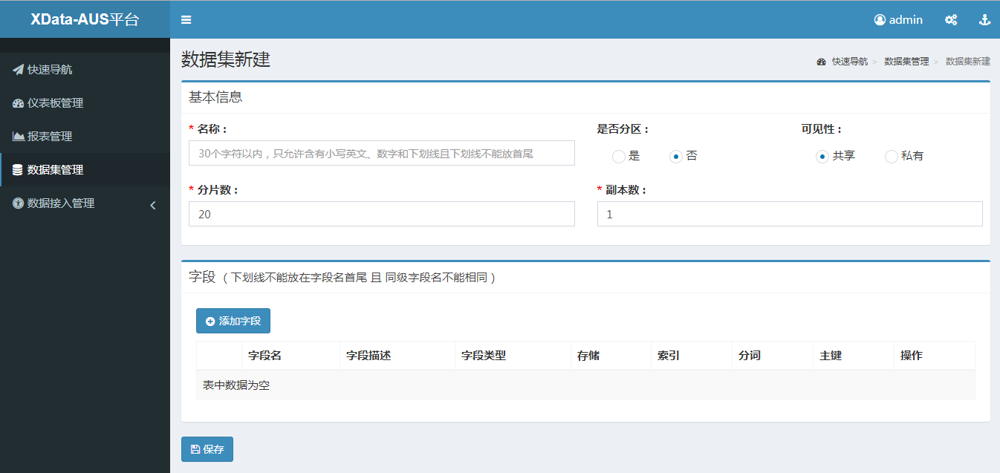 XData-AUS平台
admin
快速导航
仪表板管理
报表管理
数据集管理
数据接入管理
数据集新建
快速导航 > 数据集管理 > 数据集新建
基本信息
* 名称：
是否分区：
可见性：
30个字符以内，只允许含有小写英文、数字和下划线且下划线不能放首尾
是 否
共享 私有
* 分片数：
* 副本数：
20
1
字段 （ 下划线不能放在字段名首尾 且 同级字段名不能相同 ）
添加字段
字段名 字段描述 字段类型 存储 索引 分词 主键 操作
表中数据为空
保存